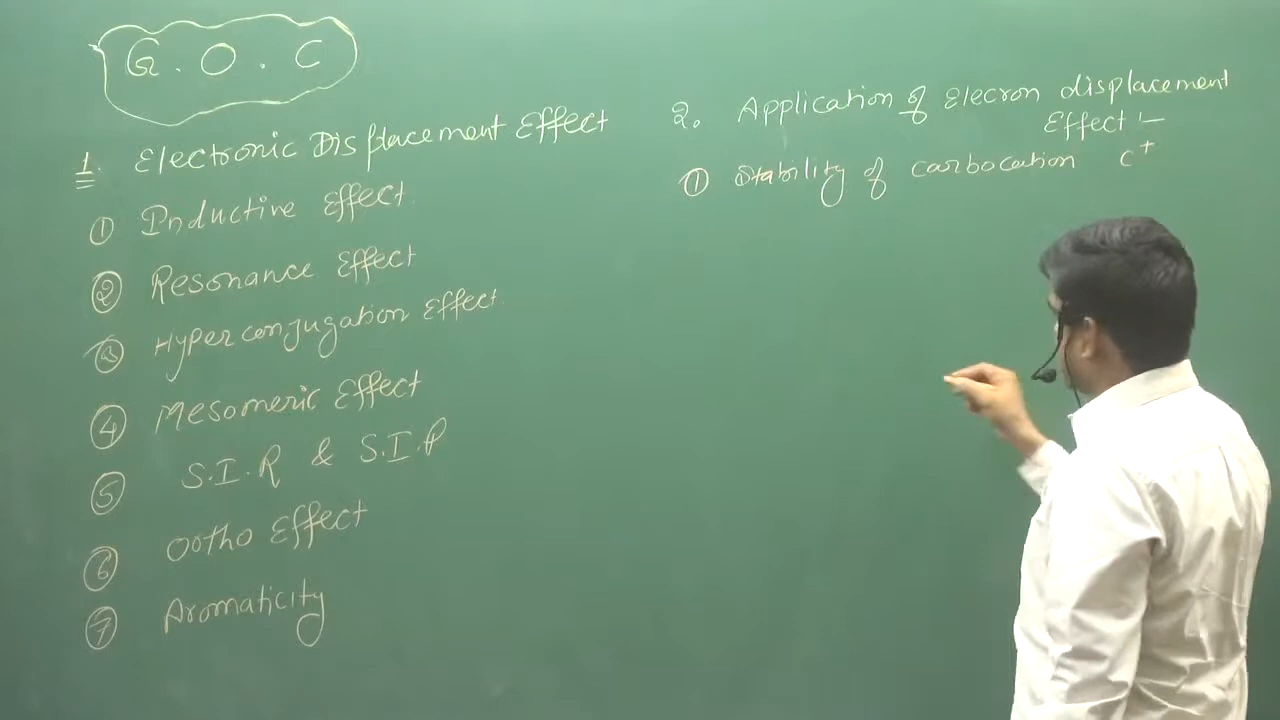 G.O.C
1. Electronic Displacement Effect
① Inductive Effect
② Resonance Effect
③ Hyperconjugation Effect
④ Mesomeric Effect
⑤ S.I.R & S.I.P
⑥ Ortho Effect
⑦ Aromaticity
2. Application of Elecron displacement
Effect :-
① Stability of carbocation C⁺